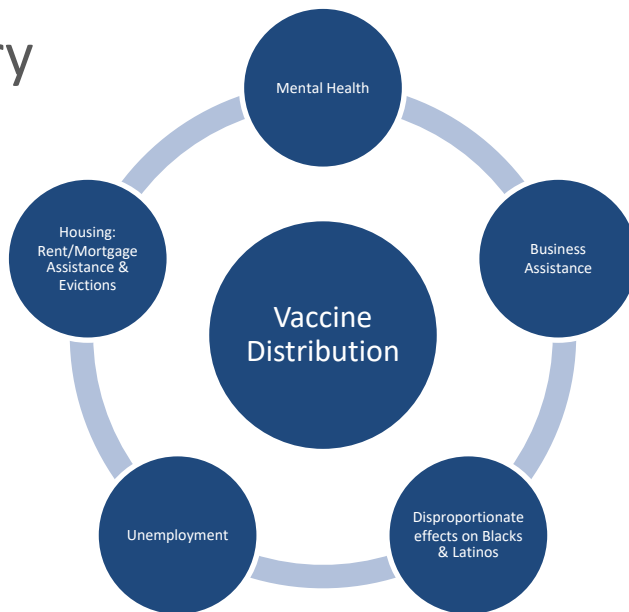 ry
Mental Health
Business
Assistance
Disproportionate
effects on Blacks
& Latinos
Unemployment
Housing:
Rent/Mortgage
Assistance &
Evictions
Vaccine
Distribution